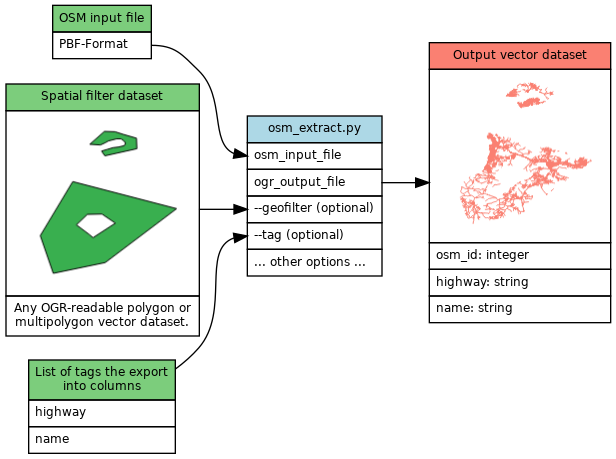 OSM input file
PBF-Format
Spatial filter dataset
Any OGR-readable polygon or
multipolygon vector dataset.
List of tags the export
into columns
highway
name
osm_extract.py
osm_input_file
ogr_output_file
--geofilter (optional)
--tag (optional)
... other options ...
Output vector dataset
osm_id: integer
highway: string
name: string